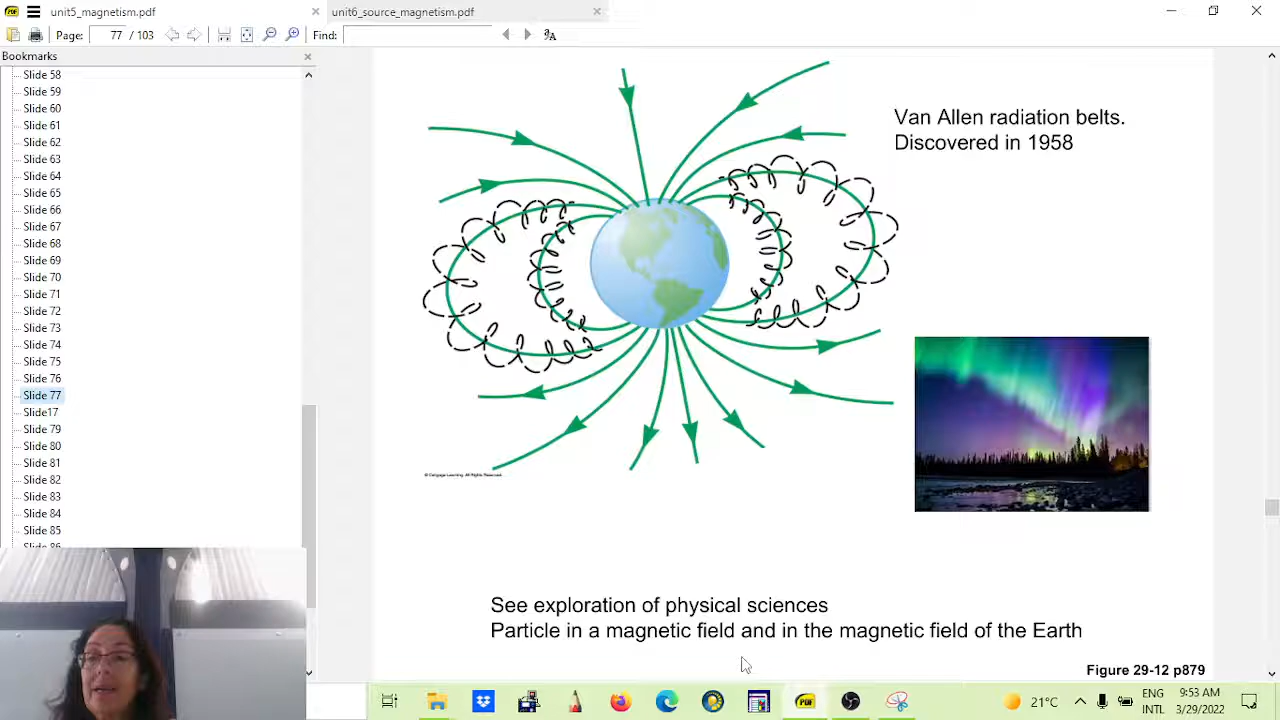 unit5_magnetism.pdf
unit6_source_magnetism.pdf
Page: 77 / 103
Find:
Bookmarks
Slide 58
Slide 59
Slide 60
Slide 61
Slide 62
Slide 63
Slide 64
Slide 65
Slide 66
Slide 67
Slide 68
Slide 69
Slide 70
Slide 71
Slide 72
Slide 73
Slide 74
Slide 75
Slide 76
Slide 77
Slide17
Slide 79
Slide 80
Slide 81
Slide 82
Slide 83
Slide 84
Slide 85
Van Allen radiation belts.
Discovered in 1958
© Cengage Learning. All Rights Reserved.
See exploration of physical sciences
Particle in a magnetic field and in the magnetic field of the Earth
Figure 29-12 p879
21°C
ENG
INTL
9:53 AM
3/29/2022